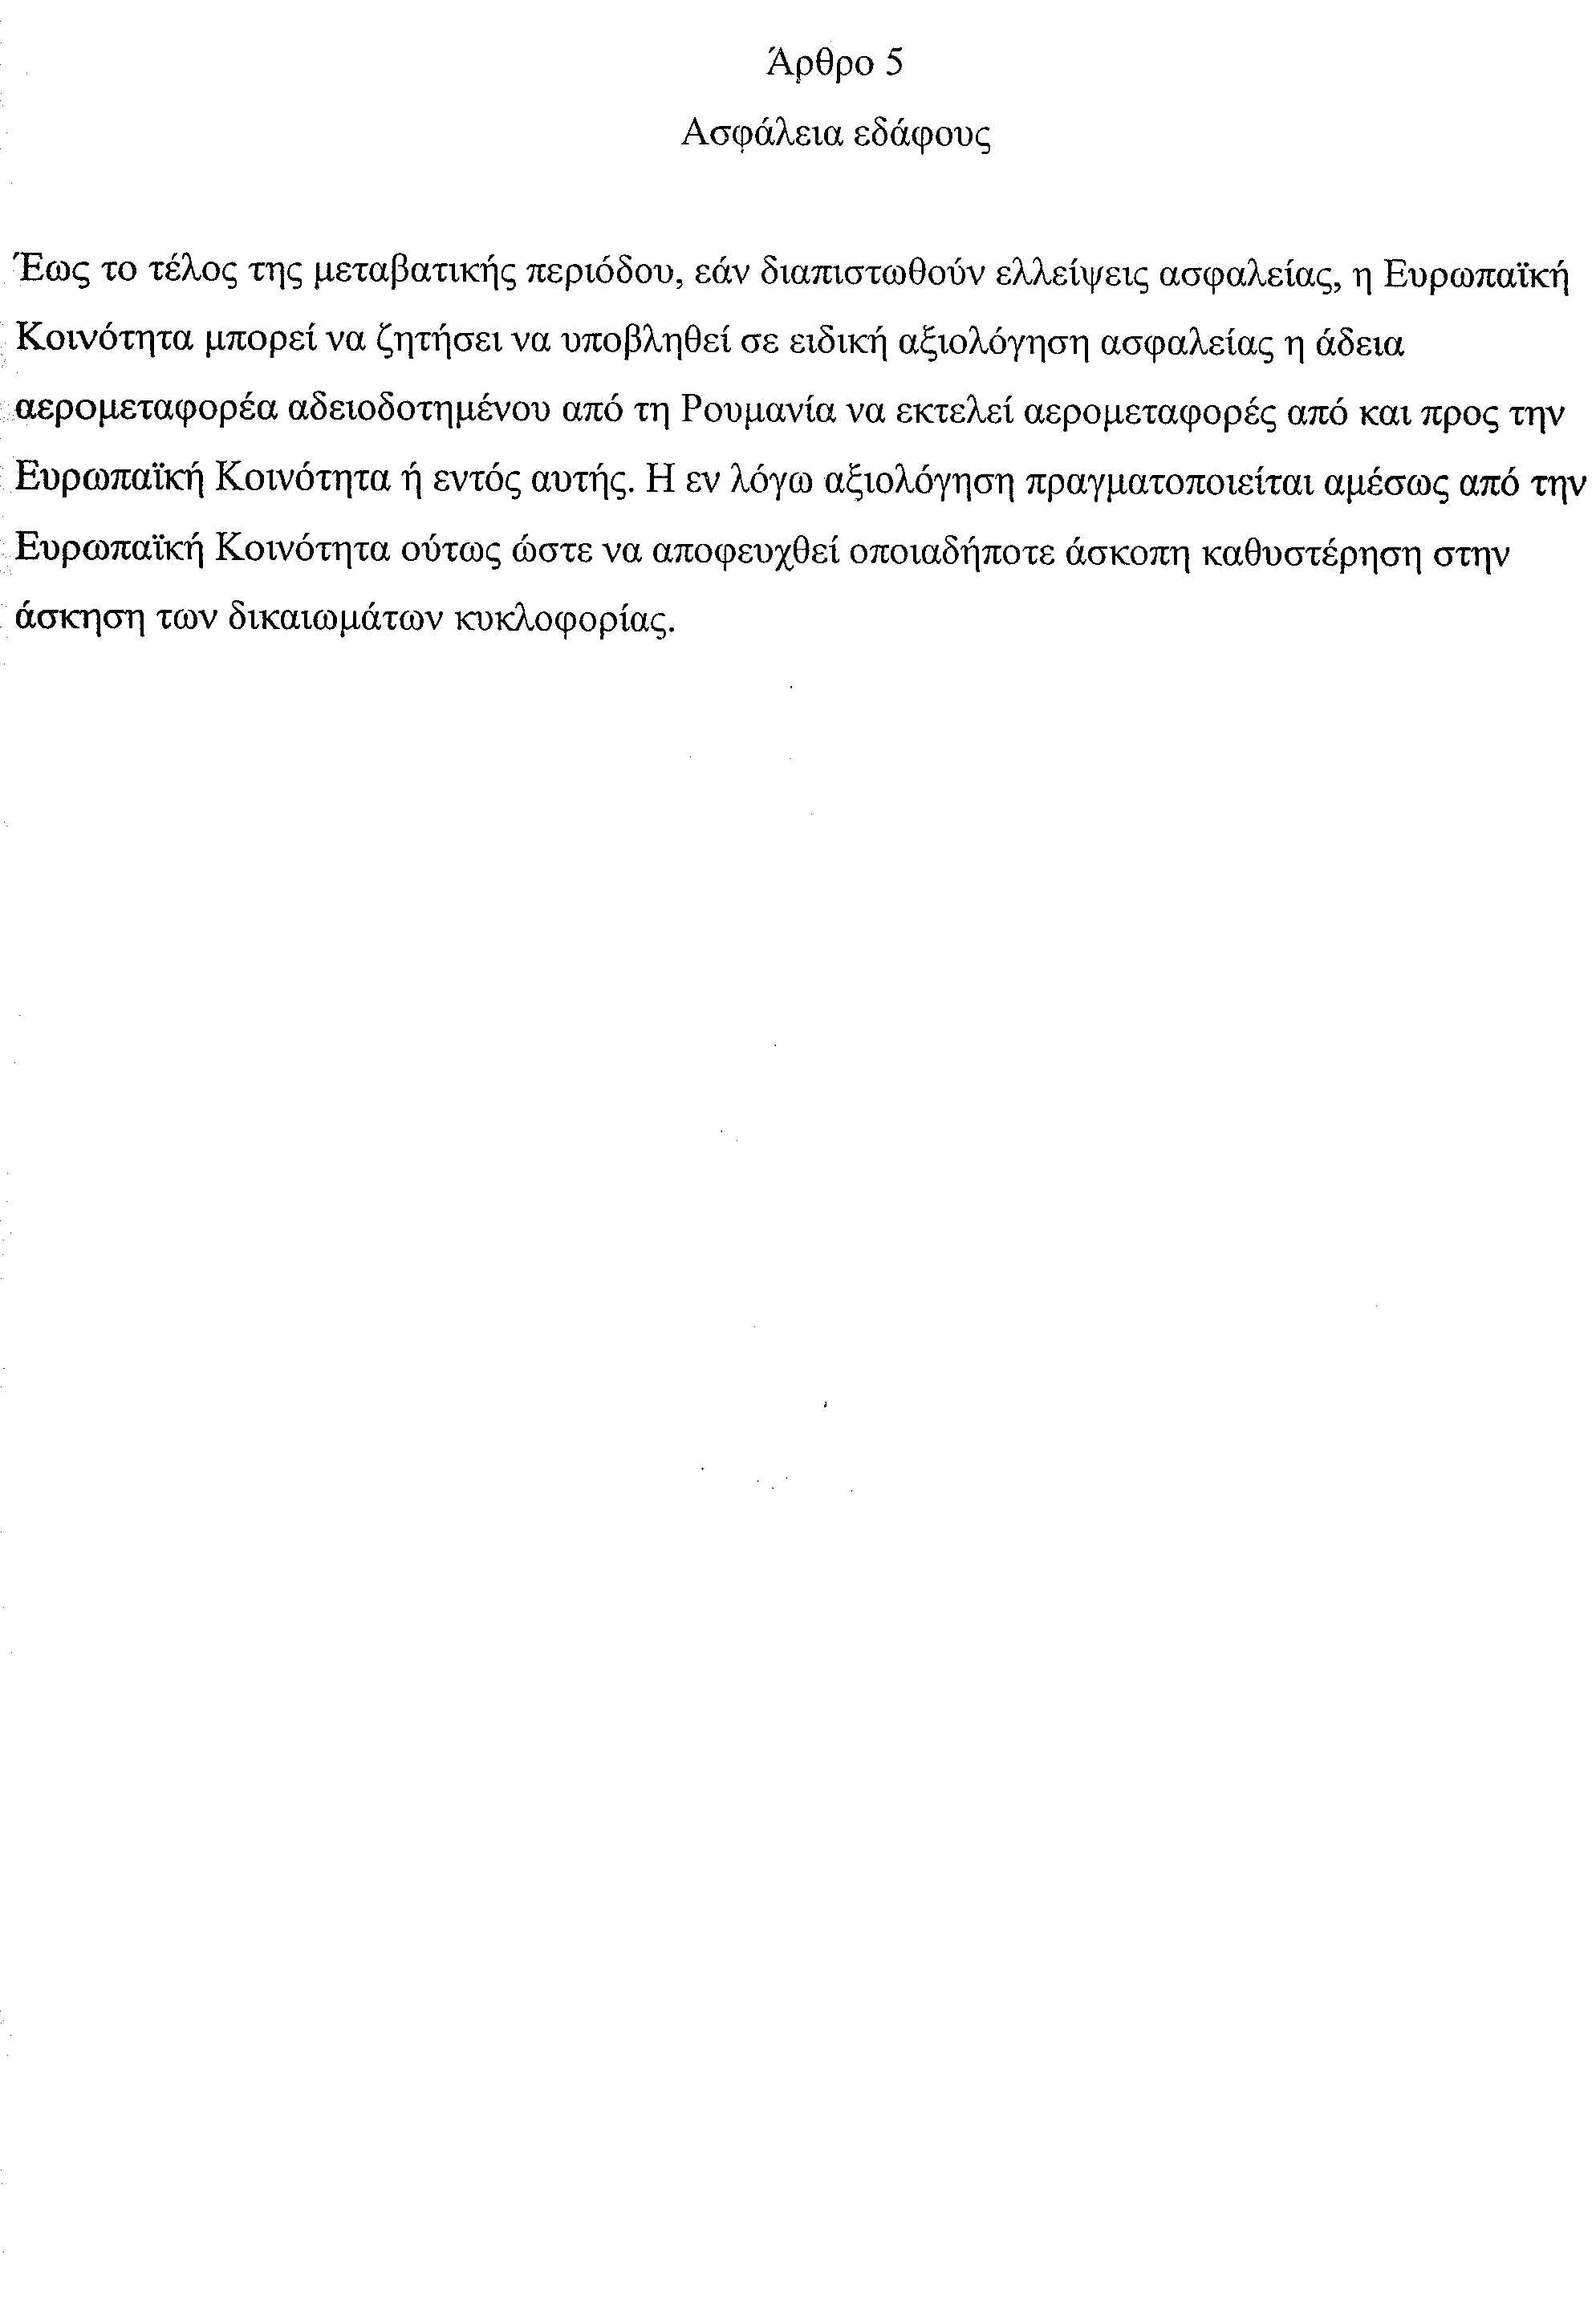 Άρθρο 5
Ασφάλεια εδάφους
Έως το τέλος της μεταβατικής περιόδου, εάν διαπιστωθούν ελλείψεις ασφαλείας, η Ευρωπαϊκή
Κοινότητα μπορεί να ζητήσει να υποβληθεί σε ειδική αξιολόγηση ασφαλείας η άδεια
αερομεταφορέα αδειοδοτημένου από τη Ρουμανία να εκτελεί αερομεταφορές από και προς την
Ευρωπαϊκή Κοινότητα ή εντός αυτής. Η εν λόγω αξιολόγηση πραγματοποιείται αμέσως από την
Ευρωπαϊκή Κοινότητα ούτως ώστε να αποφευχθεί οποιαδήποτε άσκοπη καθυστέρηση στην
άσκηση των δικαιωμάτων κυκλοφορίας.